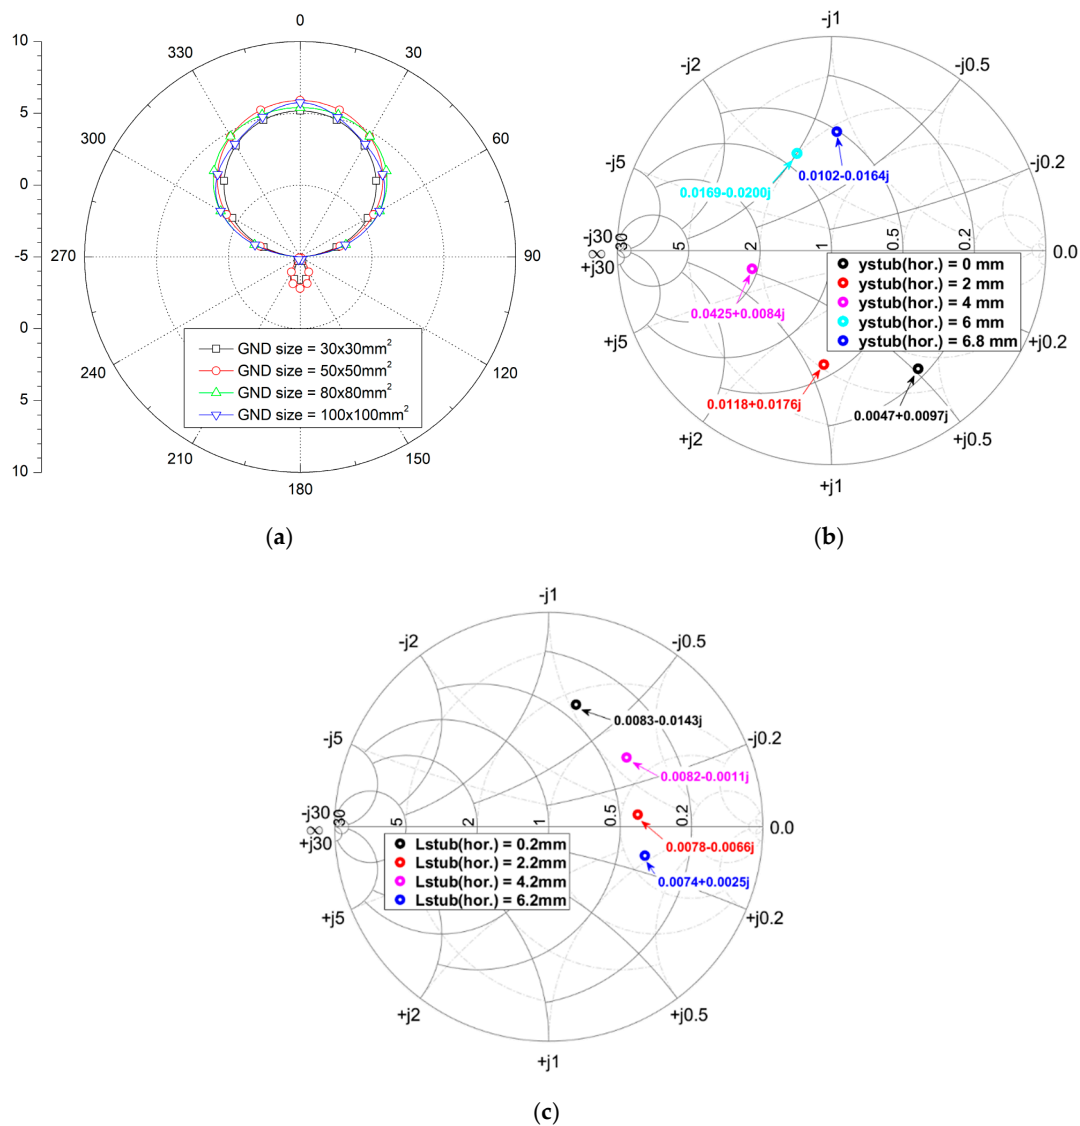 0
30
60
90
120
150
180
210
240
270
300
330
10
5
0
-5
0
5
10
GND size = 30x30mm2
GND size = 50x50mm2
GND size = 80x80mm2
GND size = 100x100mm2
(a)
-j1
-j2
-j0.5
-j5
-j0.2
0.0169-0.0200j
0.0102-0.0164j
-j30
∞
+j30
30
5
2
1
0.5
0.2
0.0
ystub(hor.) = 0 mm
ystub(hor.) = 2 mm
ystub(hor.) = 4 mm
ystub(hor.) = 6 mm
ystub(hor.) = 6.8 mm
0.0425+0.0084j
+j5
+j0.2
0.0118+0.0176j
0.0047+0.0097j
+j2
+j0.5
+j1
(b)
-j1
-j2
-j0.5
0.0083-0.0143j
-j5
-j0.2
0.0082-0.0011j
-j30
∞
+j30
30
5
2
1
0.5
0.2
0.0
Lstub(hor.) = 0.2mm
Lstub(hor.) = 2.2mm
Lstub(hor.) = 4.2mm
Lstub(hor.) = 6.2mm
0.0078-0.0066j
0.0074+0.0025j
+j5
+j0.2
+j2
+j0.5
+j1
(c)